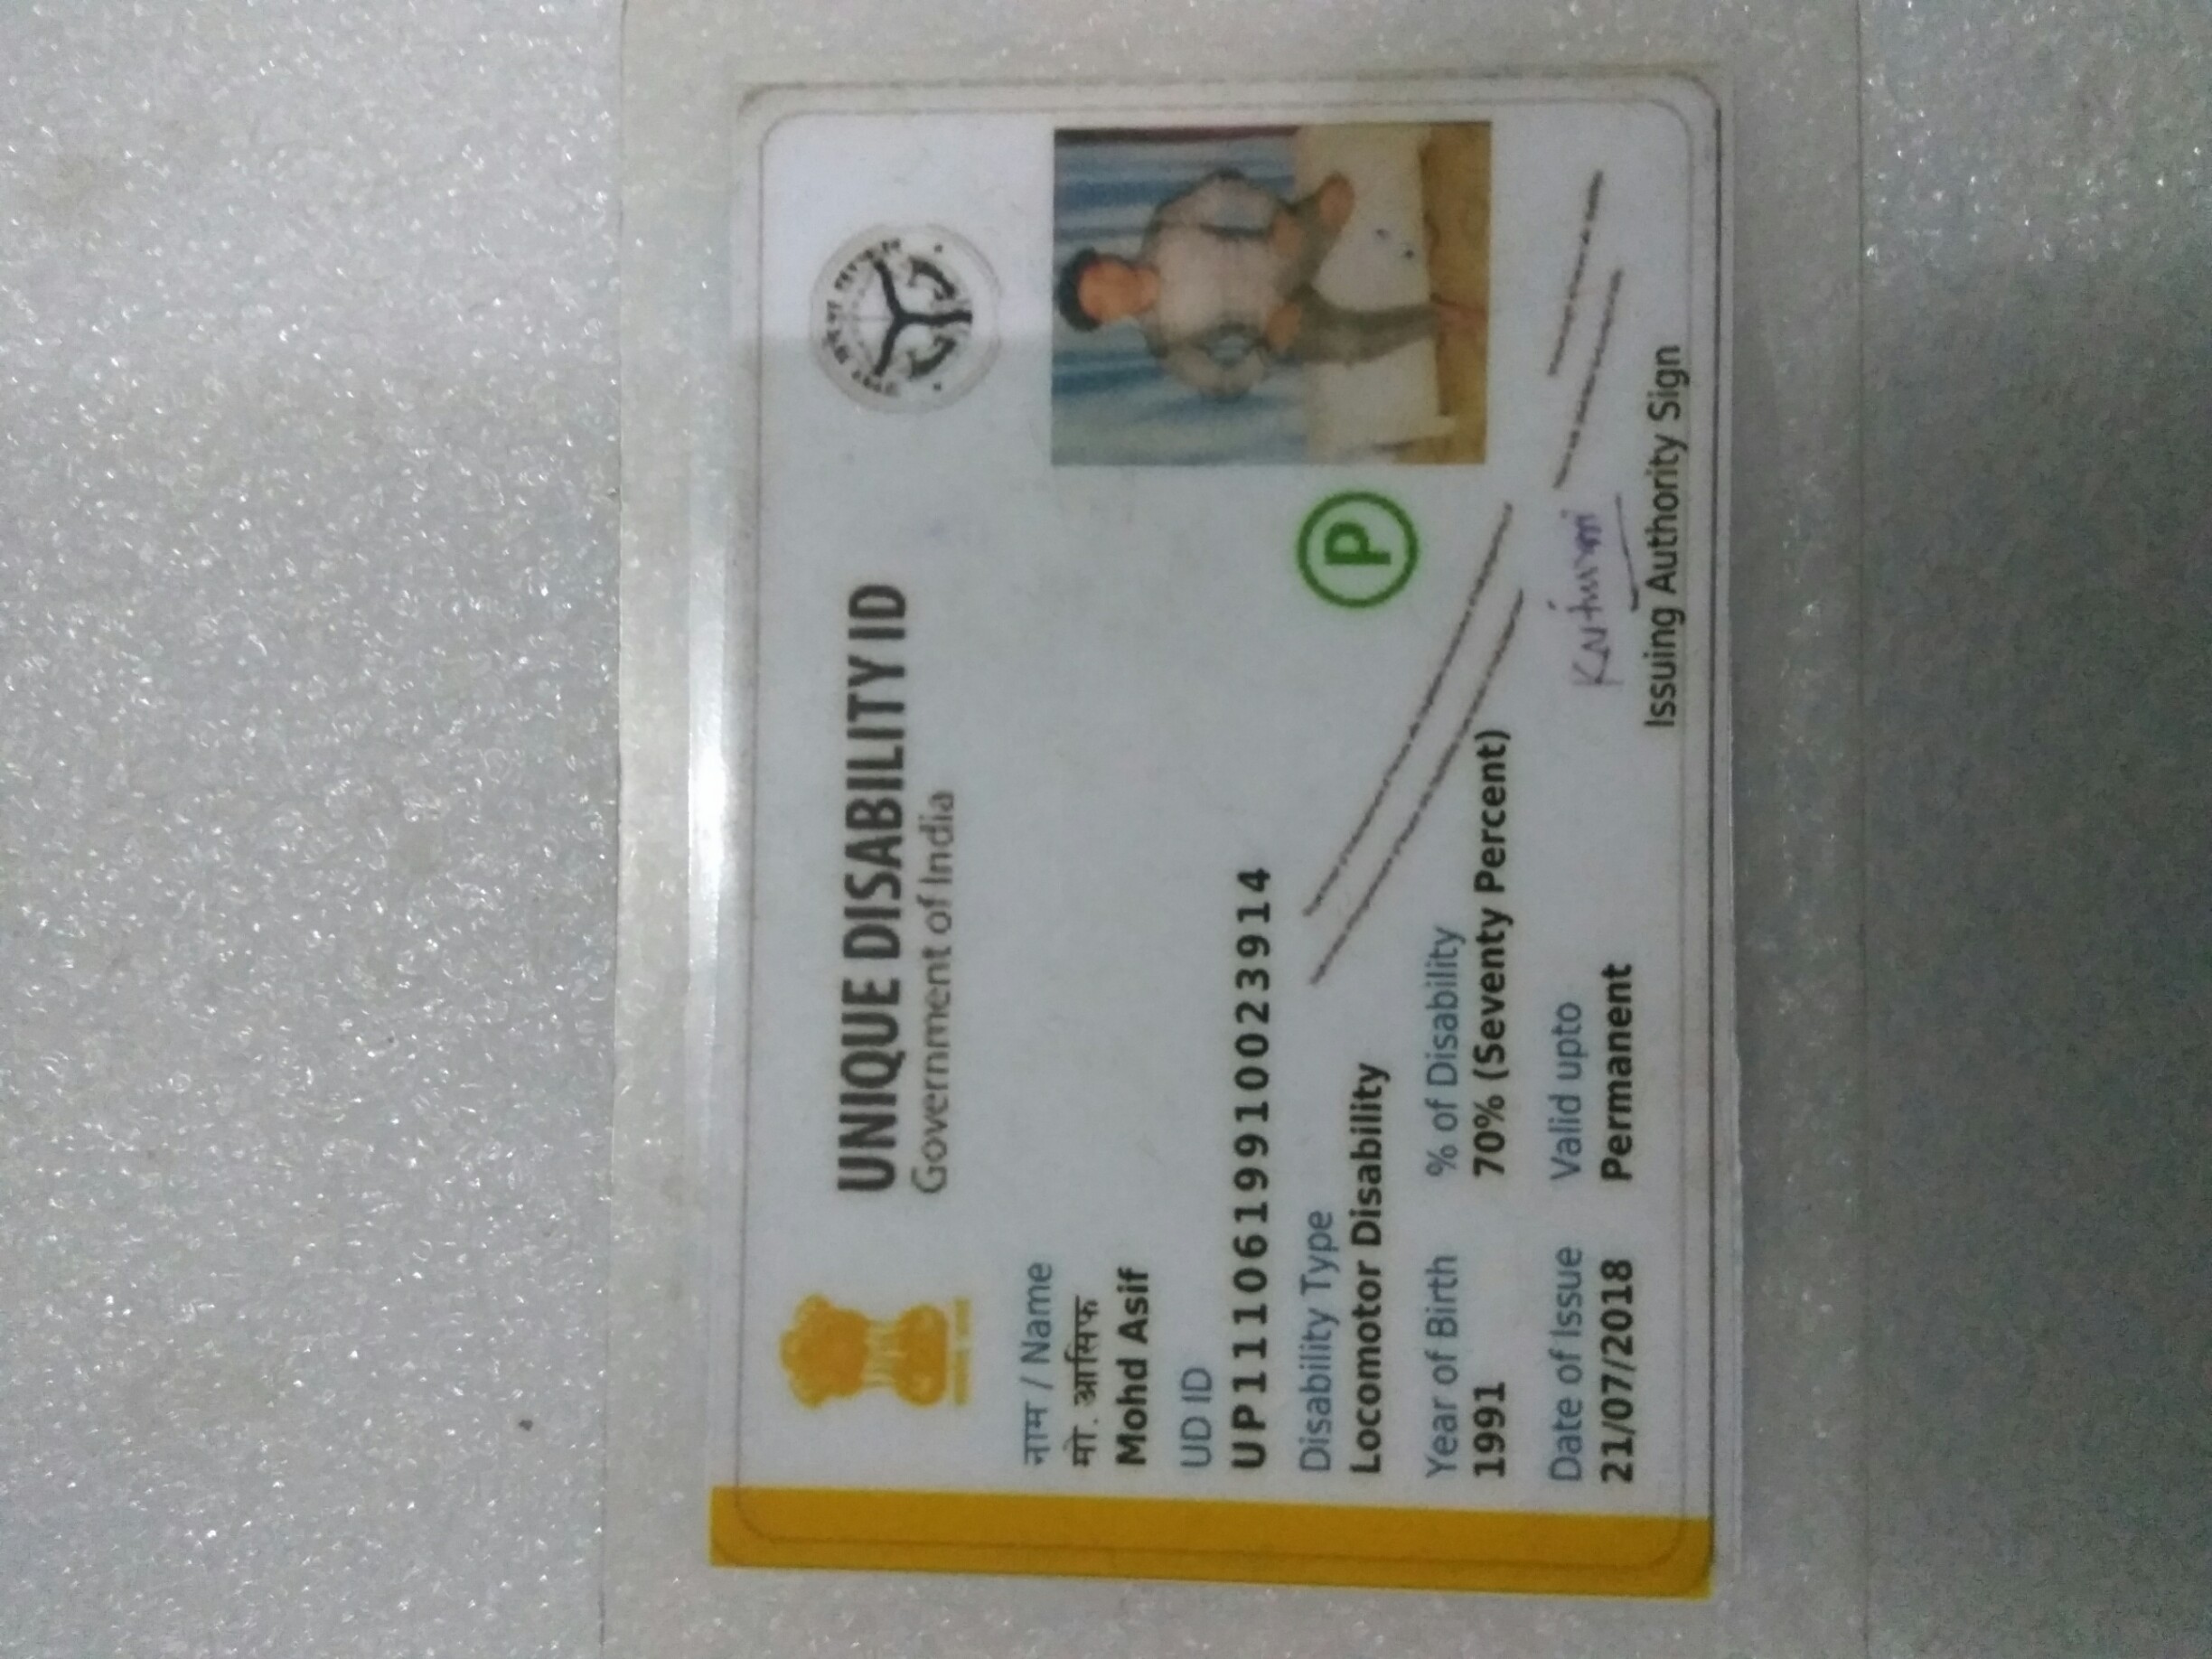 UNIQUE DISABILITY ID
Government of India
नाम / Name
मो. आसिफ
Mohd Asif
UD ID
UP1110619910023914
Disability Type
Locomotor Disability
P
Year of Birth % of Disability
1991 70% (Seventy Percent)
Date of Issue Valid upto
21/07/2018 Permanent
Issuing Authority Sign